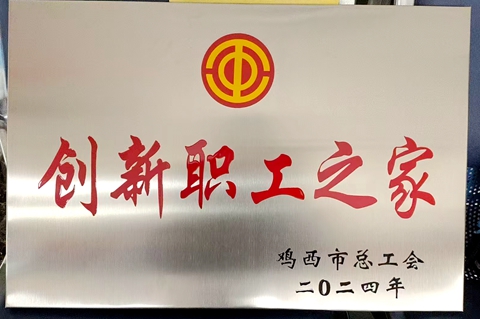 创新职工之家
鸡西市总工会
二〇二四年